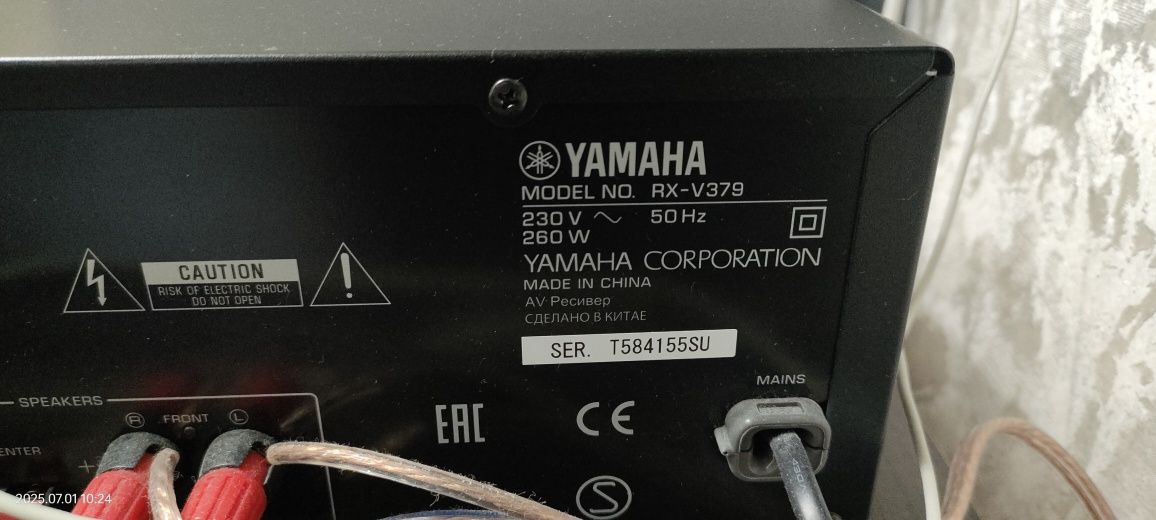 YAMAHA
MODEL NO. RX-V379
230 V ~ 50 Hz
260 W
YAMAHA CORPORATION
MADE IN CHINA
AV Ресивер
СДЕЛАНО В КИТАЕ
SER. T584155SU
CAUTION
RISK OF ELECTRIC SHOCK
DO NOT OPEN
MAINS
SPEAKERS
R FRONT L
ENTER
+
EAC
CE
S
2025.07.01 10:24